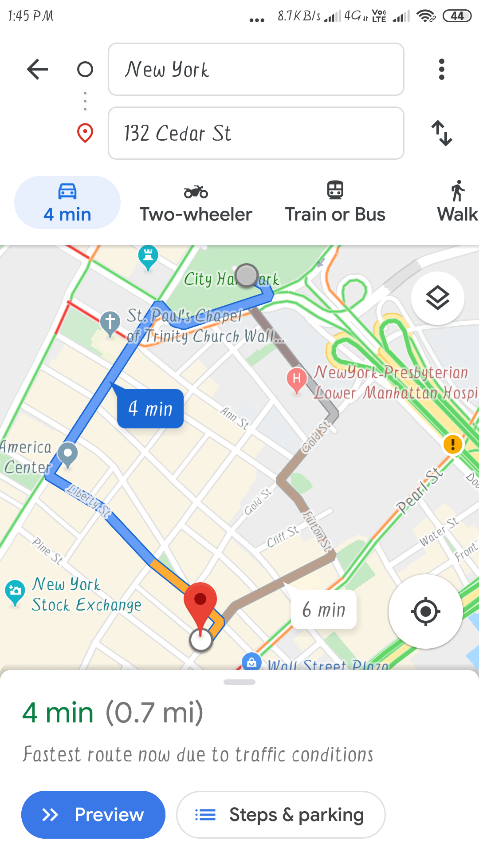 1:45 PM
... 8.7KB/s 4G Vo LTE 44
New York
132 Cedar St
4 min
Two-wheeler
Train or Bus
Walk
City Hall Park
St. Paul's Chapel
of Trinity Church Wall...
H
NewYork-Presbyterian
Lower Manhattan Hospi
4 min
Ann St
Gold St
America
Center
Liberty St
Pearl St
Gold St
Cliff St
Fulton St
Water St
Front
Pine St
New York
Stock Exchange
6 min
Wall Street Plaza
4 min (0.7 mi)
Fastest route now due to traffic conditions
Preview
Steps & parking